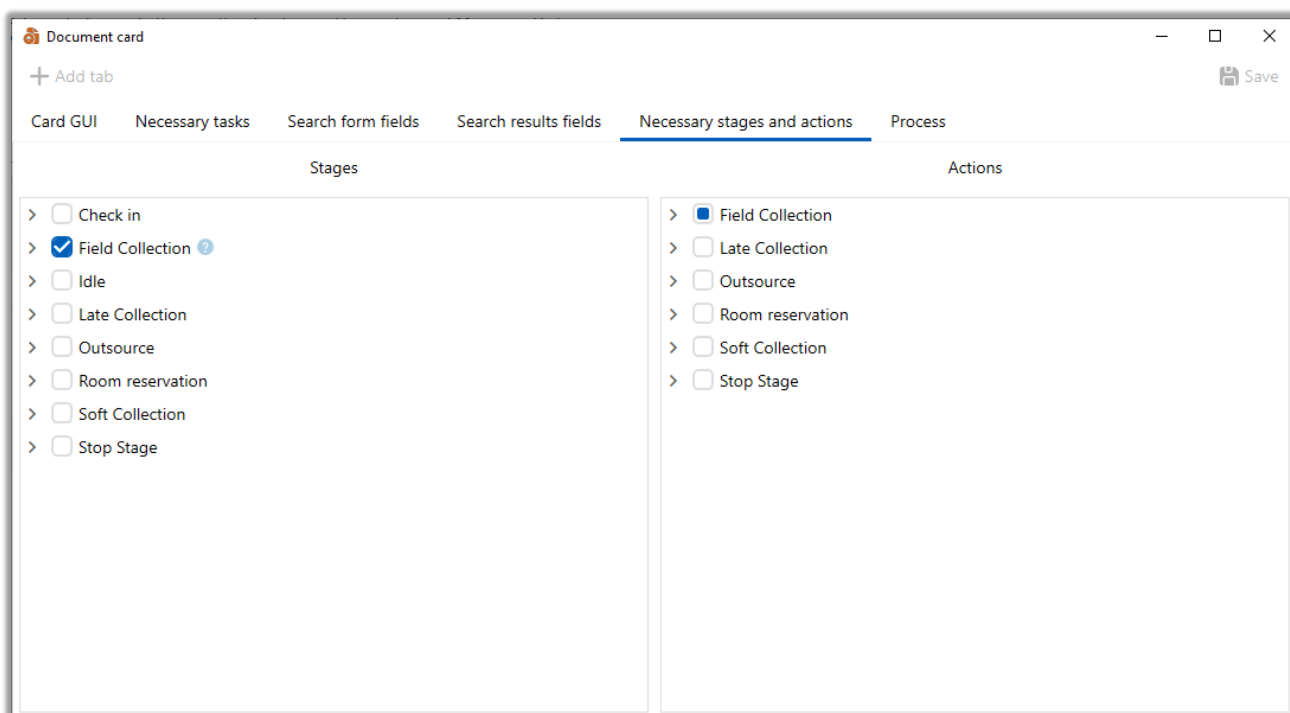 Document card
Add tab
Save
Card GUI Necessary tasks Search form fields Search results fields Necessary stages and actions Process
Stages
Check in
Field Collection ?
Idle
Late Collection
Outsource
Room reservation
Soft Collection
Stop Stage
Actions
Field Collection
Late Collection
Outsource
Room reservation
Soft Collection
Stop Stage